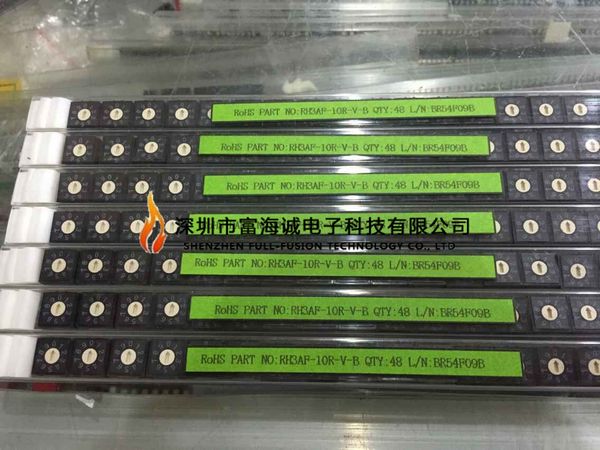 RoHS PART NO:RH3AF-10R-V-B QTY:48 L/N:BR54F09B
RoHS PART NO:RH3AF-10R-V-B QTY:48 L/N:BR54F09B
RoHS PART NO:RH3AF-10R-V-B QTY:48 L/N:BR54F09B
深圳市富海诚电子科技有限公司
SHENZHEN FULL-FUSION TECHNOLOGY CO., LTD
RoHS PART NO:RH3AF-10R-V-B QTY:48 L/N:BR54F09B
RoHS PART NO:RH3AF-10R-V-B QTY:48 L/N:BR54F09B
RoHS PART NO:RH3AF-10R-V-B QTY:48 L/N:BR54F09B